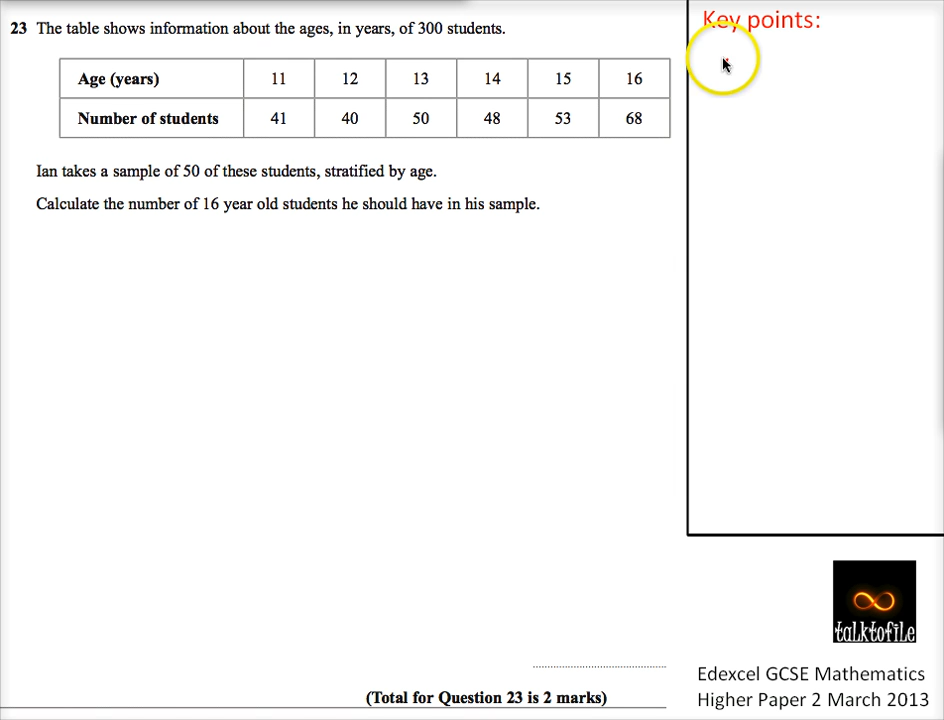 23 The table shows information about the ages, in years, of 300 students.
Age (years) 11 12 13 14 15 16
Number of students 41 40 50 48 53 68
Ian takes a sample of 50 of these students, stratified by age.
Calculate the number of 16 year old students he should have in his sample.
(Total for Question 23 is 2 marks)
Key points:
talktofile
Edexcel GCSE Mathematics
Higher Paper 2 March 2013